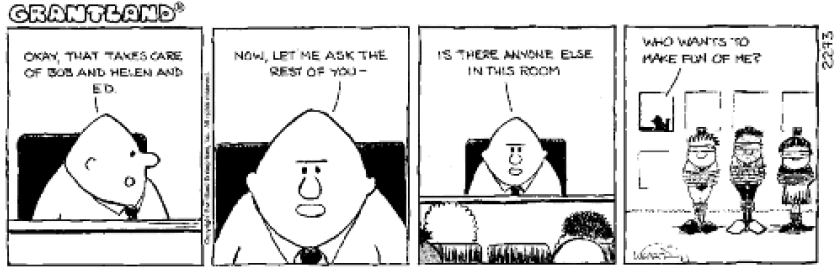 GRANTLAND®
OKAY, THAT TAKES CARE
OF BOB AND HELEN AND
ED.
NOW, LET ME ASK THE
REST OF YOU-
IS THERE ANYONE ELSE
IN THIS ROOM
WHO WANTS TO
MAKE FUN OF ME?
2273